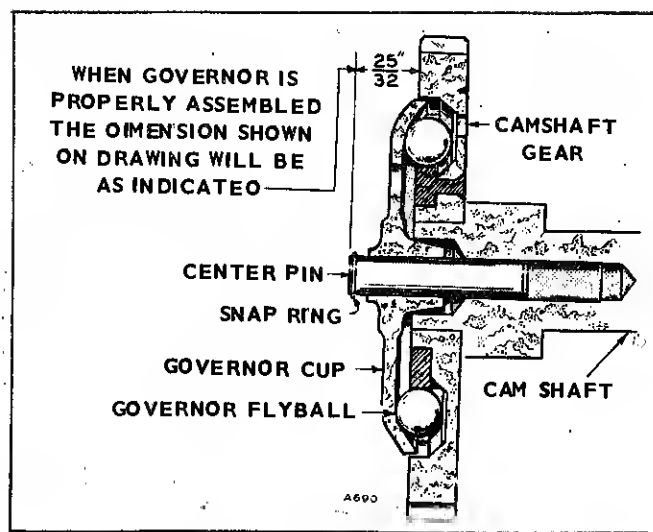 WHEN GOVERNOR IS
PROPERLY ASSEMBLED
THE OIMENSION SHOWN
ON DRAWING WILL BE
AS INDICATEO
25"
32
CAMSHAFT
GEAR
CENTER PIN
SNAP RING
GOVERNOR CUP
GOVERNOR FLYBALL
CAM SHAFT
A690